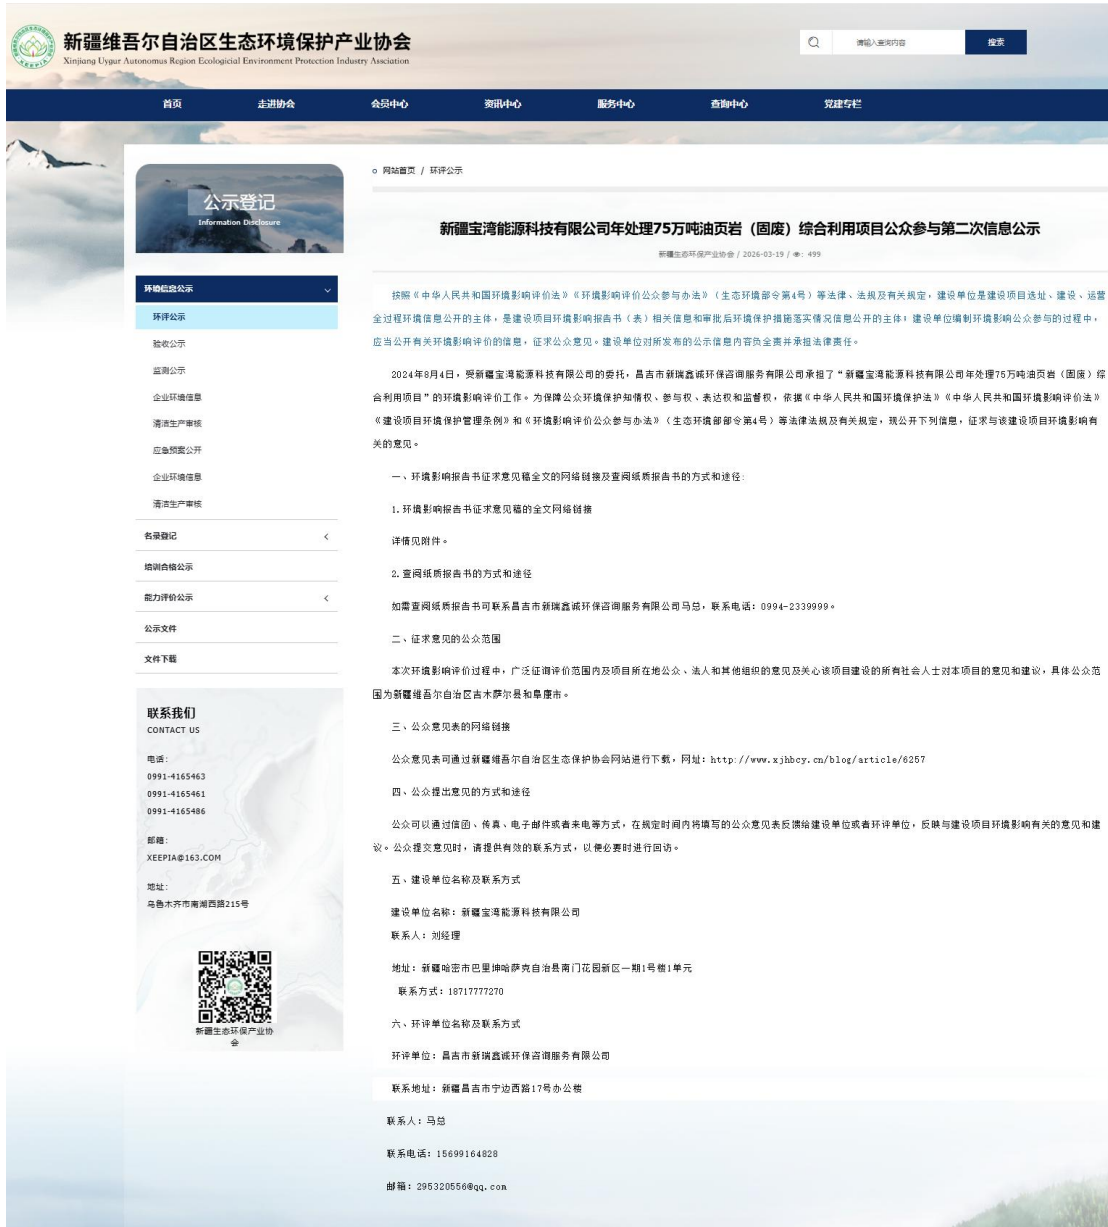 新疆维吾尔自治区生态环境保护产业协会
Xinjiang Uygur Autonomus Region Ecologicial Environment Protection Industry Assciation
XEEPIA
请输入查询内容
搜索
首页 走进协会 会员中心 资讯中心 服务中心 查询中心 党建专栏
公示登记
Information Disclosure
环境信息公示
环评公示
验收公示
监测公示
企业环境信息
清洁生产审核
应急预案公开
企业环境信息
清洁生产审核
名录登记
培训合格公示
能力评价公示
公示文件
文件下载
联系我们
CONTACT US
电话:
0991-4165463
0991-4165461
0991-4165486
邮箱:
XEEPIA@163.COM
地址:
乌鲁木齐市南湖西路215号
新疆生态环保产业协
会
网站首页 / 环评公示
新疆宝湾能源科技有限公司年处理75万吨油页岩（固废）综合利用项目公众参与第二次信息公示
新疆生态环保产业协会 / 2026-03-19 / : 499
按照《中华人民共和国环境影响评价法》《环境影响评价公众参与办法》（生态环境部令第4号）等法律、法规及有关规定，建设单位是建设项目选址、建设、运营
全过程环境信息公开的主体，是建设项目环境影响报告书（表）相关信息和审批后环境保护措施落实情况信息公开的主体；建设单位编制环境影响公众参与的过程中，
应当公开有关环境影响评价的信息，征求公众意见。建设单位对所发布的公示信息内容负全责并承担法律责任。
2024年8月4日，受新疆宝湾能源科技有限公司的委托，昌吉市新瑞鑫诚环保咨询服务有限公司承担了“新疆宝湾能源科技有限公司年处理75万吨油页岩（固废）综
合利用项目”的环境影响评价工作。为保障公众环境保护知情权、参与权、表达权和监督权，依据《中华人民共和国环境保护法》《中华人民共和国环境影响评价法》
《建设项目环境保护管理条例》和《环境影响评价公众参与办法》（生态环境部部令第4号）等法律法规及有关规定，现公开下列信息，征求与该建设项目环境影响有
关的意见。
一、环境影响报告书征求意见稿全文的网络链接及查阅纸质报告书的方式和途径:
1.环境影响报告书征求意见稿的全文网络链接
详情见附件。
2.查阅纸质报告书的方式和途径
如需查阅纸质报告书可联系昌吉市新瑞鑫诚环保咨询服务有限公司马总，联系电话：0994-2339999。
二、征求意见的公众范围
本次环境影响评价过程中，广泛征询评价范围内及项目所在地公众、法人和其他组织的意见及关心该项目建设的所有社会人士对本项目的意见和建议，具体公众范
围为新疆维吾尔自治区吉木萨尔县和阜康市。
三、公众意见表的网络链接
公众意见表可通过新疆维吾尔自治区生态保护协会网站进行下载，网址：http://www.xjhbcy.cn/blog/article/6257
四、公众提出意见的方式和途径
公众可以通过信函、传真、电子邮件或者来电等方式，在规定时间内将填写的公众意见表反馈给建设单位或者环评单位，反映与建设项目环境影响有关的意见和建
议。公众提交意见时，请提供有效的联系方式，以便必要时进行回访。
五、建设单位名称及联系方式
建设单位名称：新疆宝湾能源科技有限公司
联系人：刘经理
地址：新疆哈密市巴里坤哈萨克自治县南门花园新区一期1号楼1单元
联系方式：18717777270
六、环评单位名称及联系方式
环评单位：昌吉市新瑞鑫诚环保咨询服务有限公司
联系地址：新疆昌吉市宁边西路17号办公楼
联系人：马总
联系电话：15699164828
邮箱：295320556@qq.com